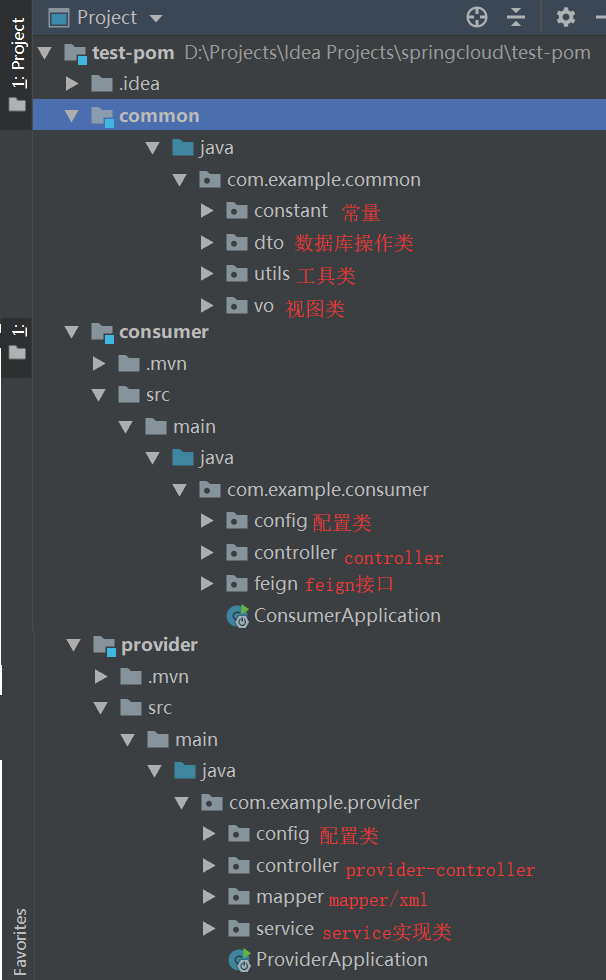 Project
1: Project
test-pom D:\Projects\Idea Projects\springcloud\test-pom
.idea
common
java
com.example.common
constant 常量
dto 数据库操作类
utils 工具类
vo 视图类
1:
consumer
.mvn
src
main
java
com.example.consumer
config 配置类
controller controller
feign feign接口
ConsumerApplication
provider
.mvn
src
main
java
com.example.provider
config 配置类
controller provider-controller
mapper mapper/xml
service service实现类
ProviderApplication
Favorites